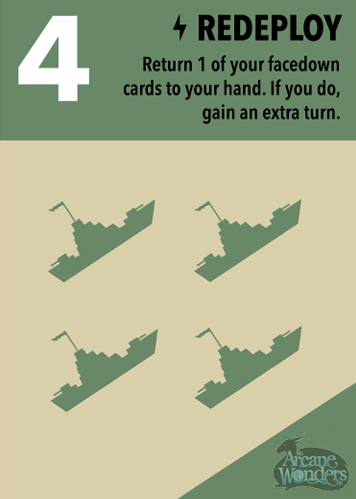 4
REDEPLOY
Return 1 of your facedown
cards to your hand. If you do,
gain an extra turn.
Arcane
Wonders